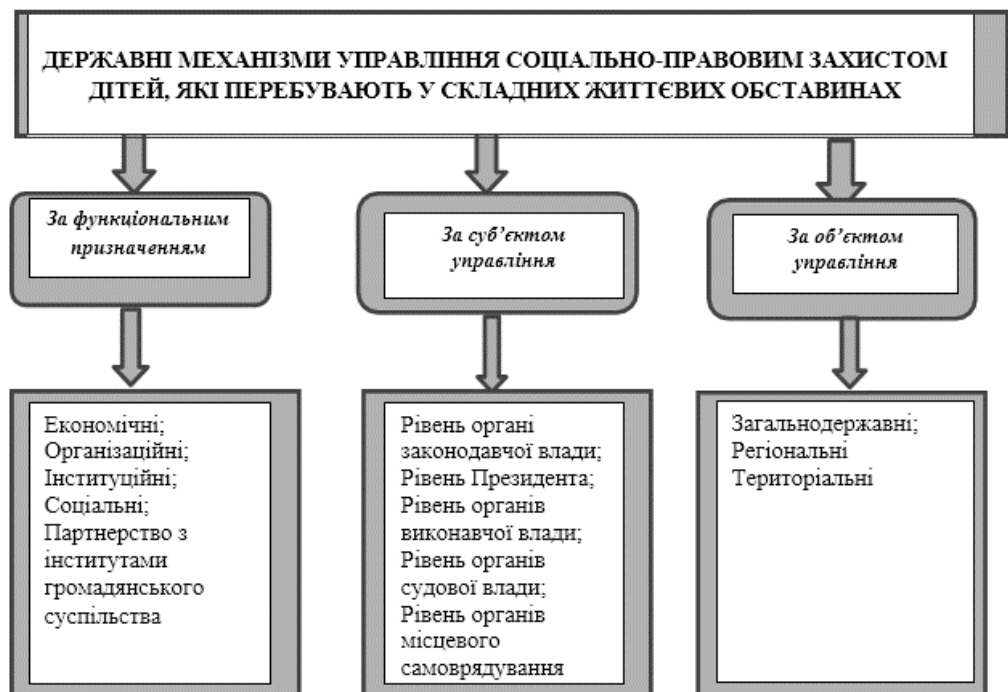 ДЕРЖАВНІ МЕХАНІЗМИ УПРАВЛІННЯ СОЦІАЛЬНО-ПРАВОВИМ ЗАХИСТОМ
ДІТЕЙ, ЯКІ ПЕРЕБУВАЮТЬ У СКЛАДНИХ ЖИТТЄВИХ ОБСТАВИНАХ
За функціональним
призначенням
За суб’єктом
управління
За об’єктом
управління
Економічні;
Організаційні;
Інституційні;
Соціальні;
Партнерство з
інститутами
громадянського
суспільства
Рівень органі
законодавчої влади;
Рівень Президента;
Рівень органів
виконавчої влади;
Рівень органів
судової влади;
Рівень органів
місцевого
самоврядування
Загальнодержавні;
Регіональні
Територіальні